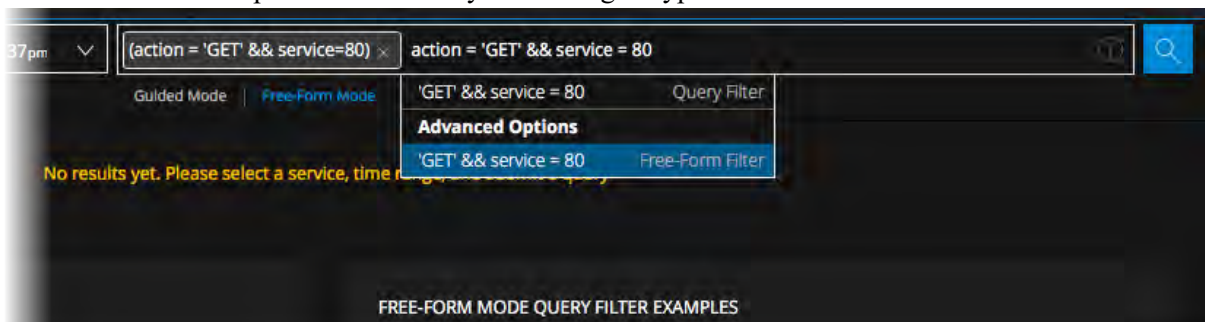 37pm (action = 'GET' && service=80) × action = 'GET' && service = 80
Guided Mode | Free-Form Mode
'GET' && service = 80 Query Filter
Advanced Options
'GET' && service = 80 Free-Form Filter
No results yet. Please select a service, time
FREE-FORM MODE QUERY FILTER EXAMPLES